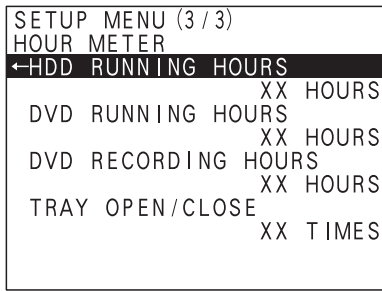 SETUP MENU (3/3)
HOUR METER
←HDD RUNNING HOURS
XX HOURS
DVD RUNNING HOURS
XX HOURS
DVD RECORDING HOURS
XX HOURS
TRAY OPEN/CLOSE
XX TIMES